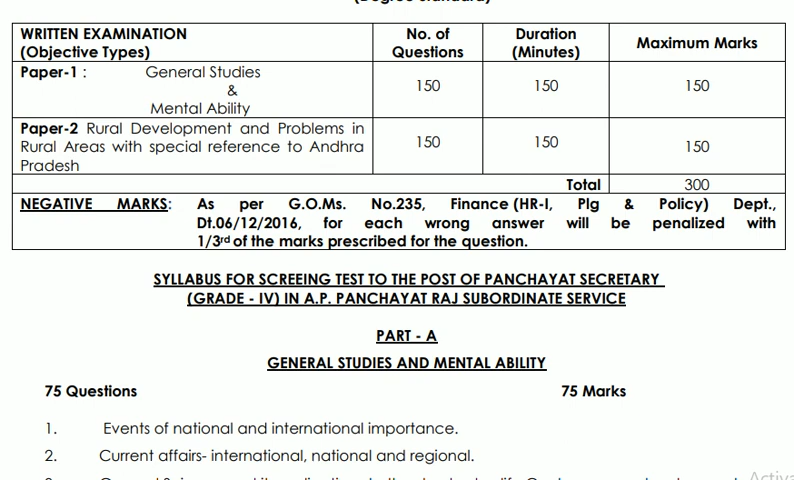 (Degree Standard)
WRITTEN EXAMINATION
(Objective Types)
No. of
Questions
Duration
(Minutes)
Maximum Marks
Paper-1 : General Studies
&
Mental Ability
150
150
150
Paper-2 Rural Development and Problems in
Rural Areas with special reference to Andhra
Pradesh
150
150
150
Total
300
NEGATIVE MARKS: As per G.O.Ms. No.235, Finance (HR-I, Plg & Policy) Dept.,
Dt.06/12/2016, for each wrong answer will be penalized with
1/3rd of the marks prescribed for the question.
SYLLABUS FOR SCREEING TEST TO THE POST OF PANCHAYAT SECRETARY
(GRADE - IV) IN A.P. PANCHAYAT RAJ SUBORDINATE SERVICE
PART - A
GENERAL STUDIES AND MENTAL ABILITY
75 Questions 75 Marks
1. Events of national and international importance.
2. Current affairs- international, national and regional.